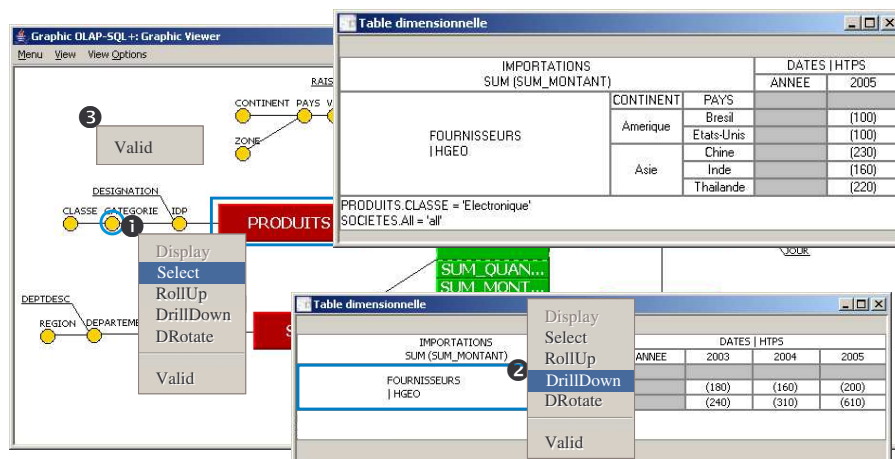 Graphic OLAP-SQL+: Graphic Viewer
Menu View View Options
CONTINENT PAYS
ZONE
3
Valid
DESIGNATION
CLASSE CATEGORIE IDP
PRODUITS
1
Display
Select
RollUp
DrillDown
DRotate
Valid
DEPTDESC
REGION
SUM_QUAN...
SUM_MONT...
JOUR
Table dimensionnelle
IMPORTATIONS
SUM (SUM_MONTANT)
DATES | HTPS
ANNEE 2005
CONTINENT PAYS
FOURNISSEURS
| HGEO
Amerique Bresil (100)
Etats-Unis (100)
Asie Chine (230)
Inde (160)
Thailande (220)
PRODUITS.CLASSE = 'Electronique'
SOCIETES.All = 'all'
Table dimensionnelle
IMPORTATIONS
SUM (SUM_MONTANT)
DATES | HTPS
ANNEE 2003 2004 2005
FOURNISSEURS
| HGEO
(180) (160) (200)
(240) (310) (610)
2
Display
Select
RollUp
DrillDown
DRotate
Valid